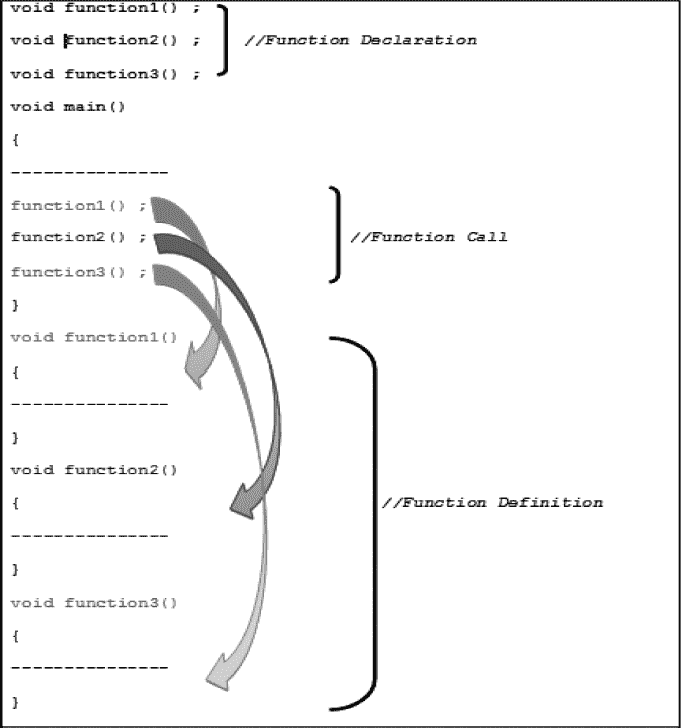 void function1() ;
void function2() ; //Function Declaration
void function3() ;
void main()
{
---------------
function1() ;
function2() ; //Function Call
function3() ;
}
void function1()
{
---------------
}
void function2()
{ //Function Definition
---------------
}
void function3()
{
---------------
}